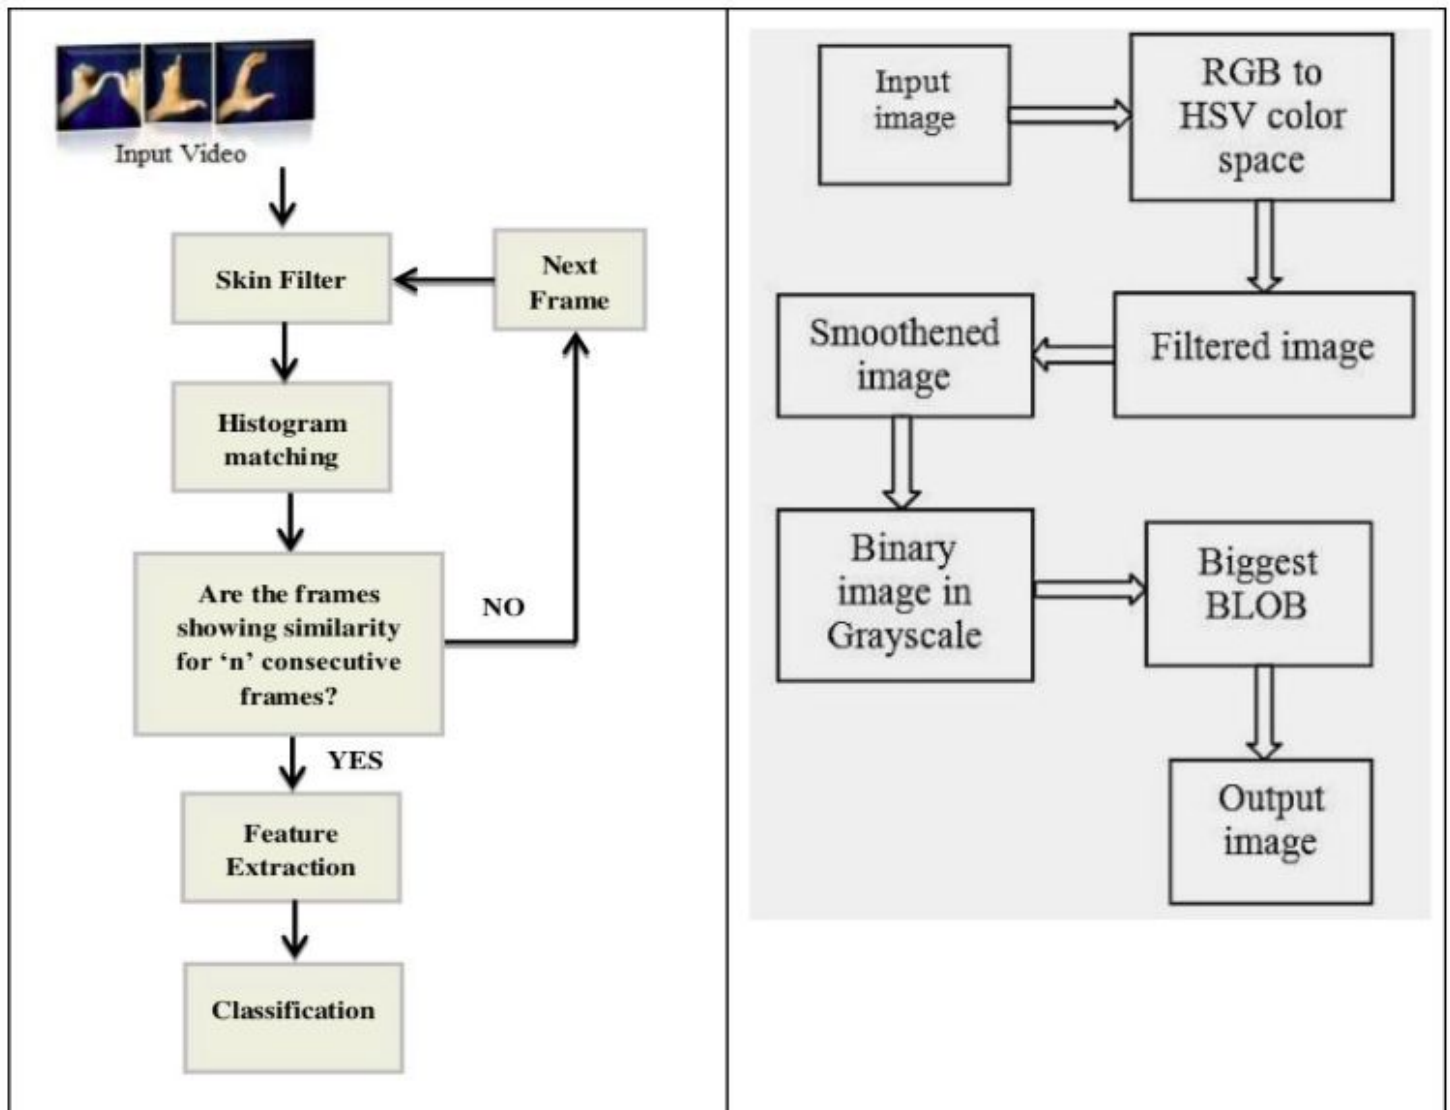 Input Video
Skin Filter
Next
Frame
Histogram
matching
Are the frames
showing similarity
for ‘n’ consecutive
frames?
NO
YES
Feature
Extraction
Classification
Input
image
RGB to
HSV color
space
Filtered image
Smoothened
image
Binary
image in
Grayscale
Biggest
BLOB
Output
image